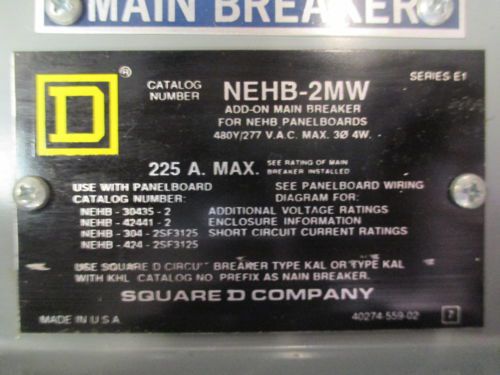 MAIN BREAKER
D
®
CATALOG NUMBER NEHB-2MW SERIES E1
ADD-ON MAIN BREAKER
FOR NEHB PANELBOARDS
480Y/277 V.A.C. MAX. 3Ø 4W.
225 A. MAX. SEE RATING OF MAIN BREAKER INSTALLED
USE WITH PANELBOARD CATALOG NUMBER:
NEHB - 30435 - 2
NEHB - 42441 - 2
NEHB - 304 - 2SF3125
NEHB - 424 - 2SF3125
SEE PANELBOARD WIRING DIAGRAM FOR:
ADDITIONAL VOLTAGE RATINGS
ENCLOSURE INFORMATION
SHORT CIRCUIT CURRENT RATINGS
USE SQUARE D CIRCUIT BREAKER TYPE KAL OR TYPE KAL
WITH KHL CATALOG NO. PREFIX AS NAIN BREAKER.
SQUARE D COMPANY
MADE IN U.S.A. 40274-559-02